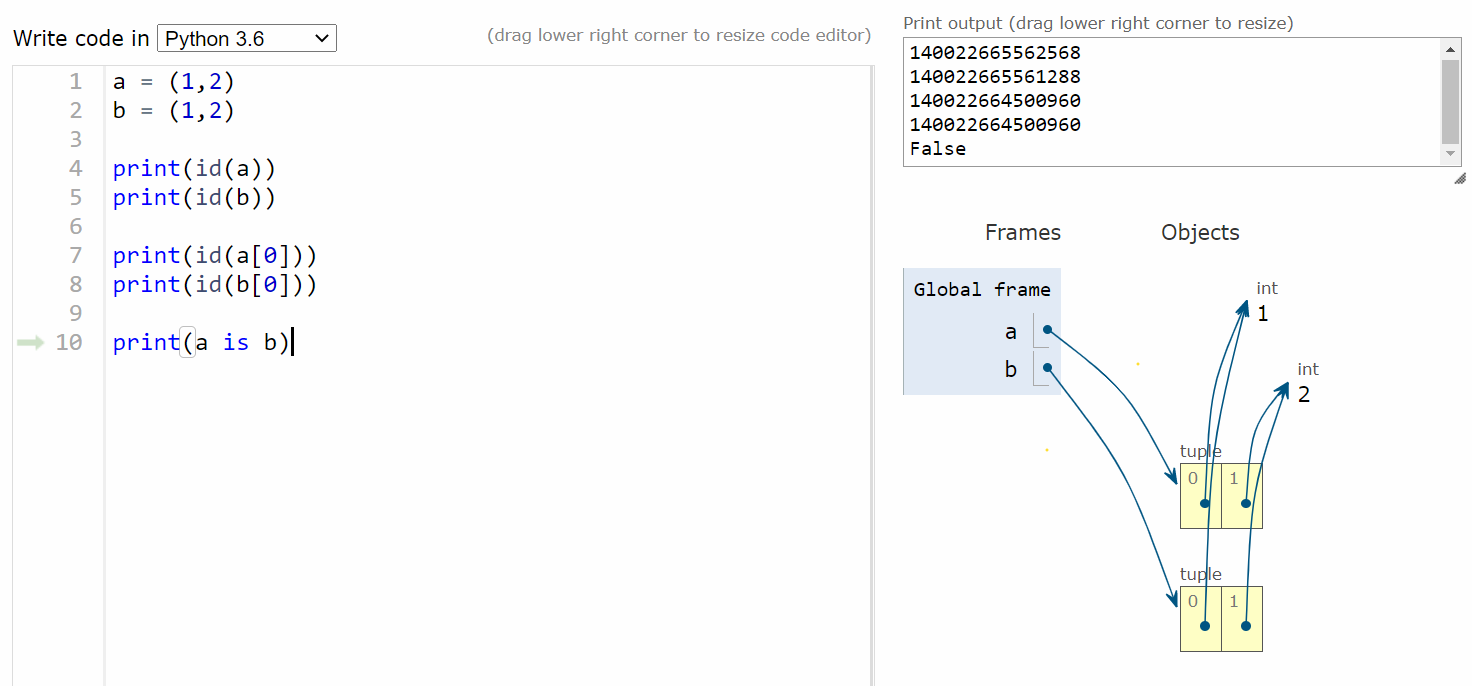 Write code in Python 3.6
(drag lower right corner to resize code editor)
1 a = (1,2)
2 b = (1,2)
3
4 print(id(a))
5 print(id(b))
6
7 print(id(a[0]))
8 print(id(b[0]))
9
10 print(a is b)
Print output (drag lower right corner to resize)
140022665562568
140022665561288
140022664500960
140022664500960
False
Frames Objects
Global frame
a
b
int
1
int
2
tuple
0 1
tuple
0 1